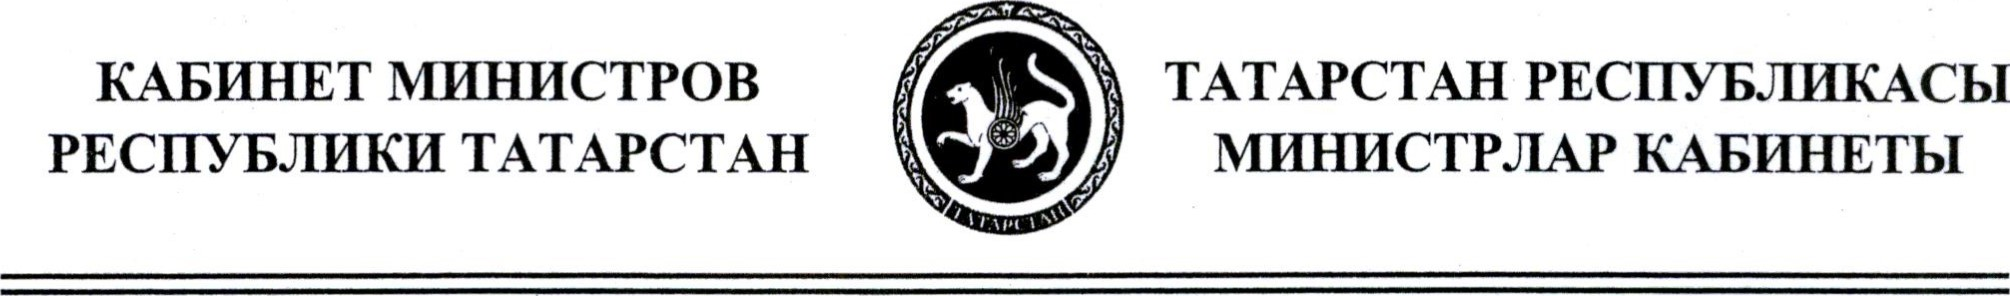 КАБИНЕТ МИНИСТРОВ
РЕСПУБЛИКИ ТАТАРСТАН
ТАТАРСТАН
ТАТАРСТАН РЕСПУБЛИКАСЫ
МИНИСТРЛАР КАБИНЕТЫ